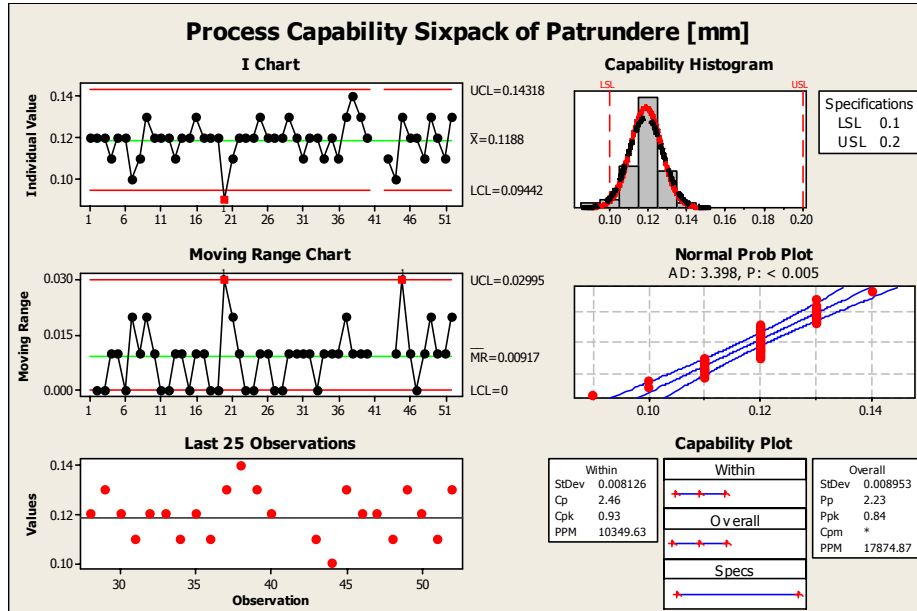 Process Capability Sixpack of Patrundere [mm]
I Chart
Individual Value
0.14
0.12
0.10
1 6 11 16 21 26 31 36 41 46 51
UCL=0.14318
X̅=0.1188
LCL=0.09442
Capability Histogram
LSL USL
0.10 0.12 0.14 0.16 0.18 0.20
Specifications
LSL 0.1
USL 0.2
Moving Range Chart
Moving Range
0.030
0.015
0.000
1 6 11 16 21 26 31 36 41 46 51
UCL=0.02995
M̅R̅=0.00917
LCL=0
Normal Prob Plot
AD: 3.398, P: < 0.005
0.10 0.12 0.14
Last 25 Observations
Values
0.14
0.12
0.10
30 35 40 45 50
Observation
Capability Plot
Within
StDev 0.008126
Cp 2.46
Cpk 0.93
PPM 10349.63
Within
Overall
Specs
Overall
StDev 0.008953
Pp 2.23
Ppk 0.84
Cpm *
PPM 17874.87